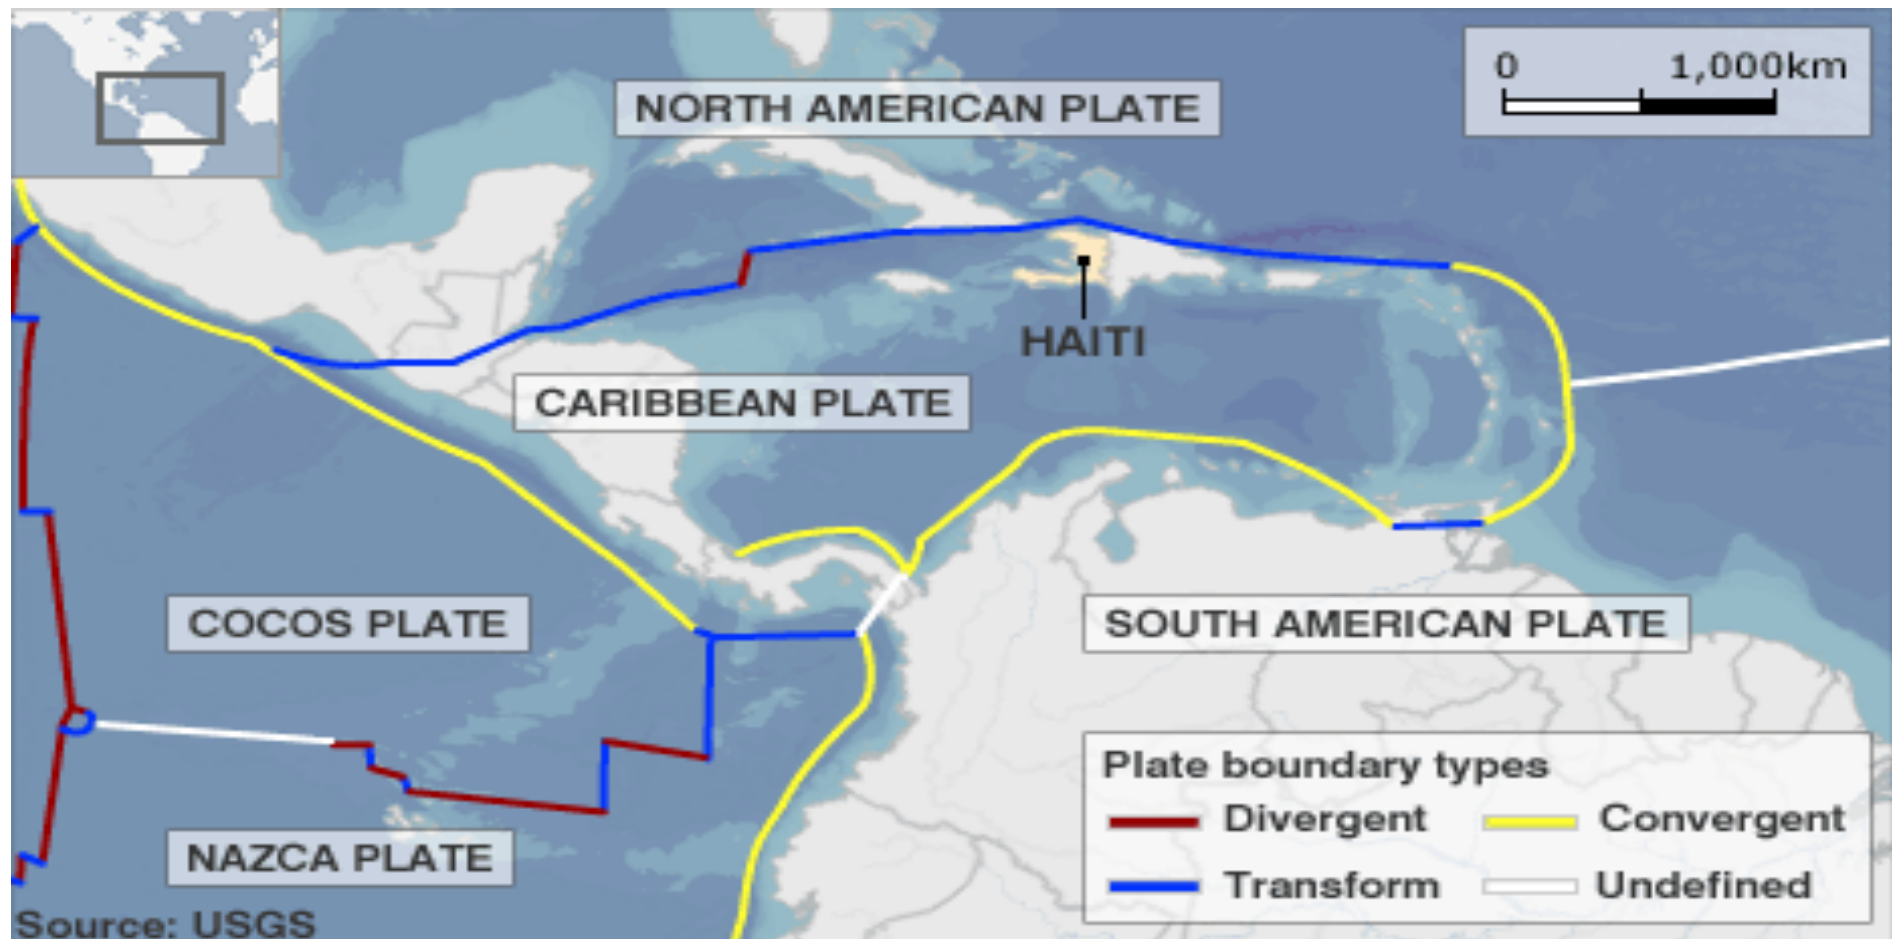 NORTH AMERICAN PLATE
0 1,000km
HAITI
CARIBBEAN PLATE
COCOS PLATE
SOUTH AMERICAN PLATE
NAZCA PLATE
Plate boundary types
Divergent Convergent
Transform Undefined
Source: USGS